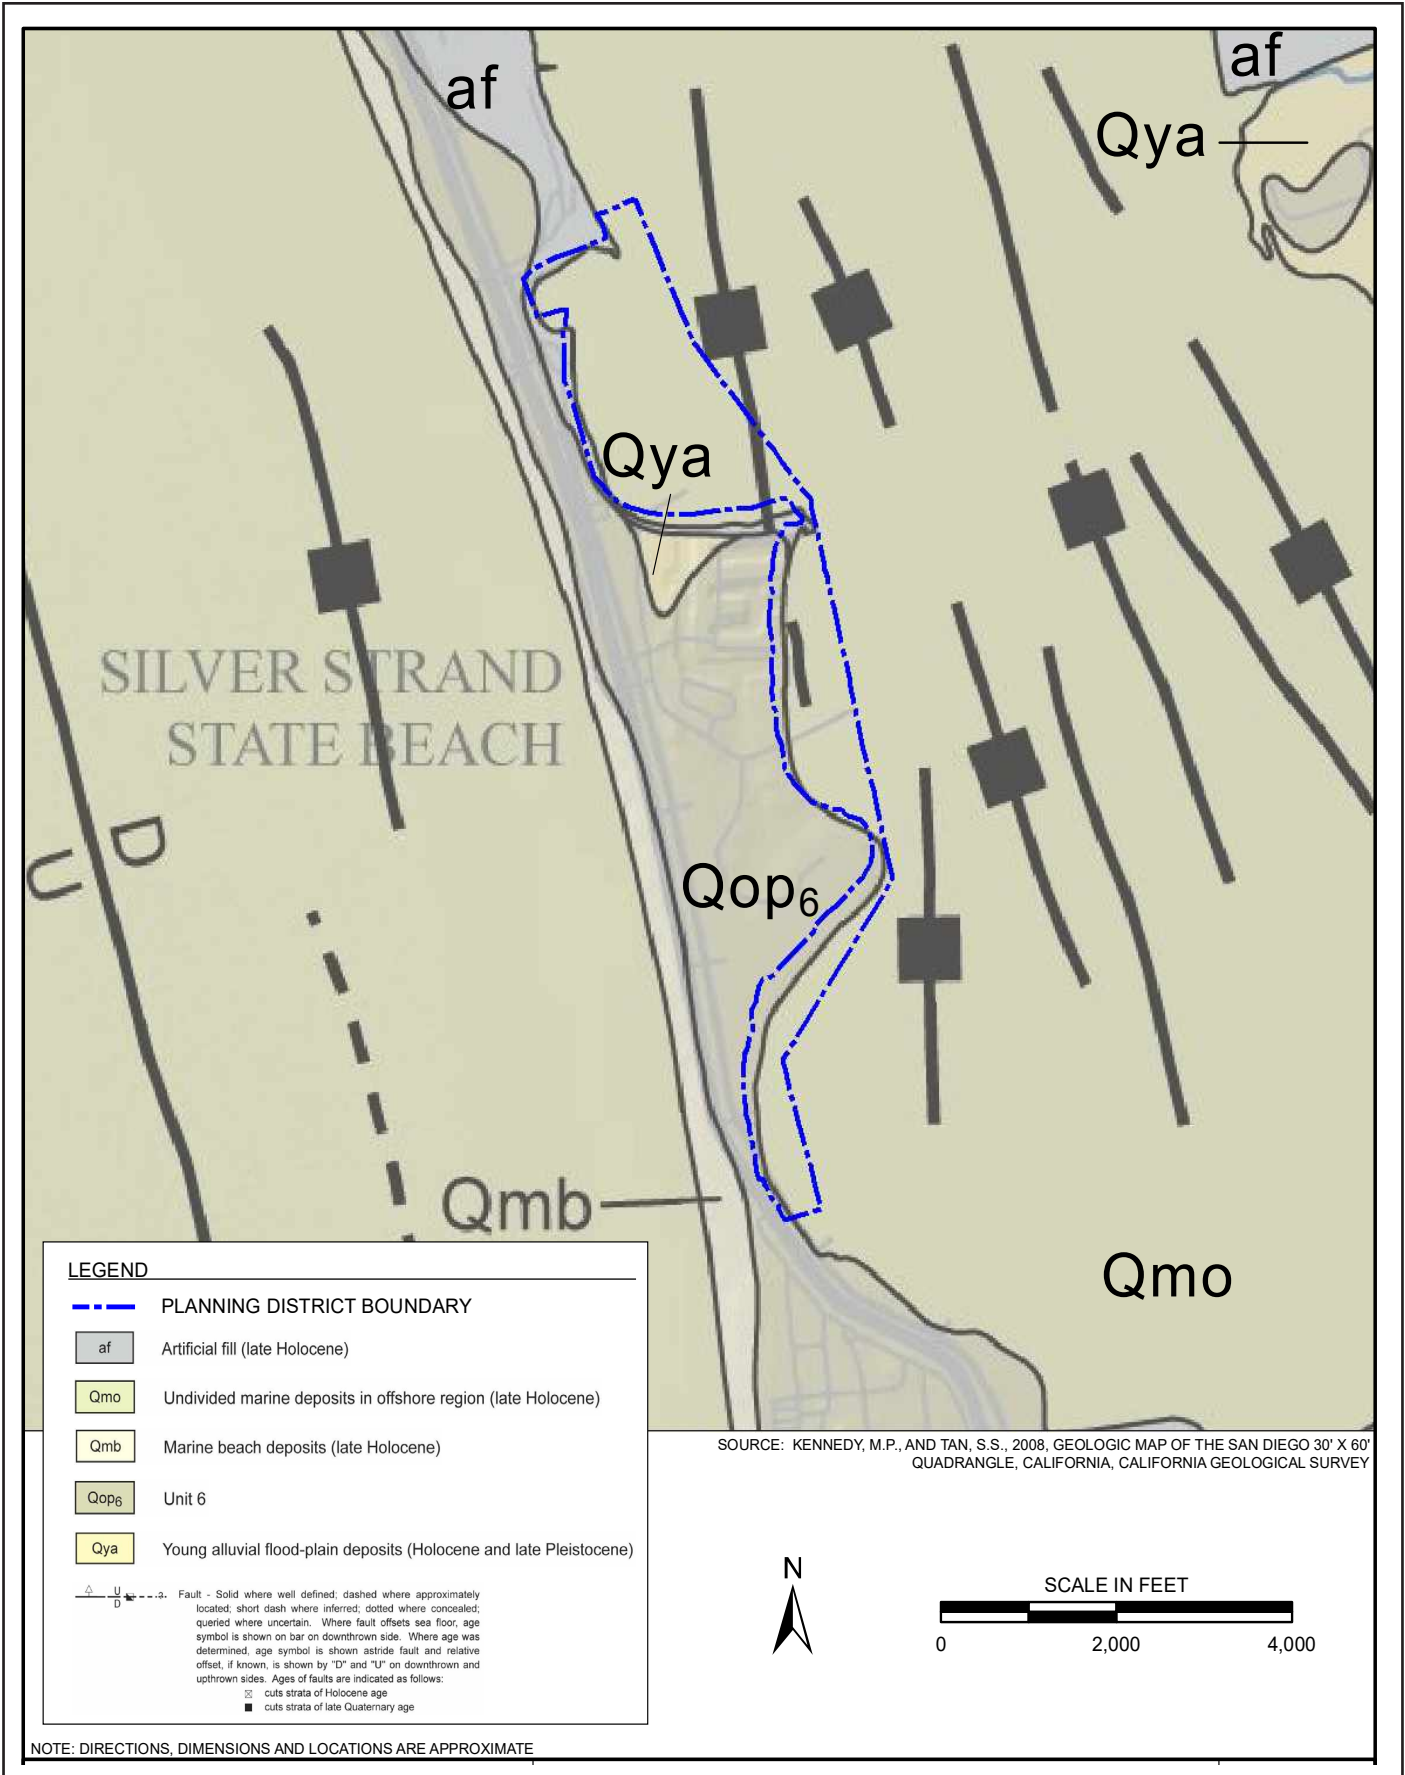 af
af
Qya
Qya
SILVER STRAND
STATE BEACH
D
U
Qop6
Qmb
Qmo
LEGEND
PLANNING DISTRICT BOUNDARY
af Artificial fill (late Holocene)
Qmo Undivided marine deposits in offshore region (late Holocene)
Qmb Marine beach deposits (late Holocene)
Qop6 Unit 6
Qya Young alluvial flood-plain deposits (Holocene and late Pleistocene)
U
D
?
Fault - Solid where well defined; dashed where approximately
located; short dash where inferred; dotted where concealed;
queried where uncertain. Where fault offsets sea floor, age
symbol is shown on bar on downthrown side. Where age was
determined, age symbol is shown astride fault and relative
offset, if known, is shown by "D" and "U" on downthrown and
upthrown sides. Ages of faults are indicated as follows:
cuts strata of Holocene age
cuts strata of late Quaternary age
SOURCE: KENNEDY, M.P., AND TAN, S.S., 2008, GEOLOGIC MAP OF THE SAN DIEGO 30' X 60'
QUADRANGLE, CALIFORNIA, CALIFORNIA GEOLOGICAL SURVEY
N
SCALE IN FEET
0 2,000 4,000
NOTE: DIRECTIONS, DIMENSIONS AND LOCATIONS ARE APPROXIMATE